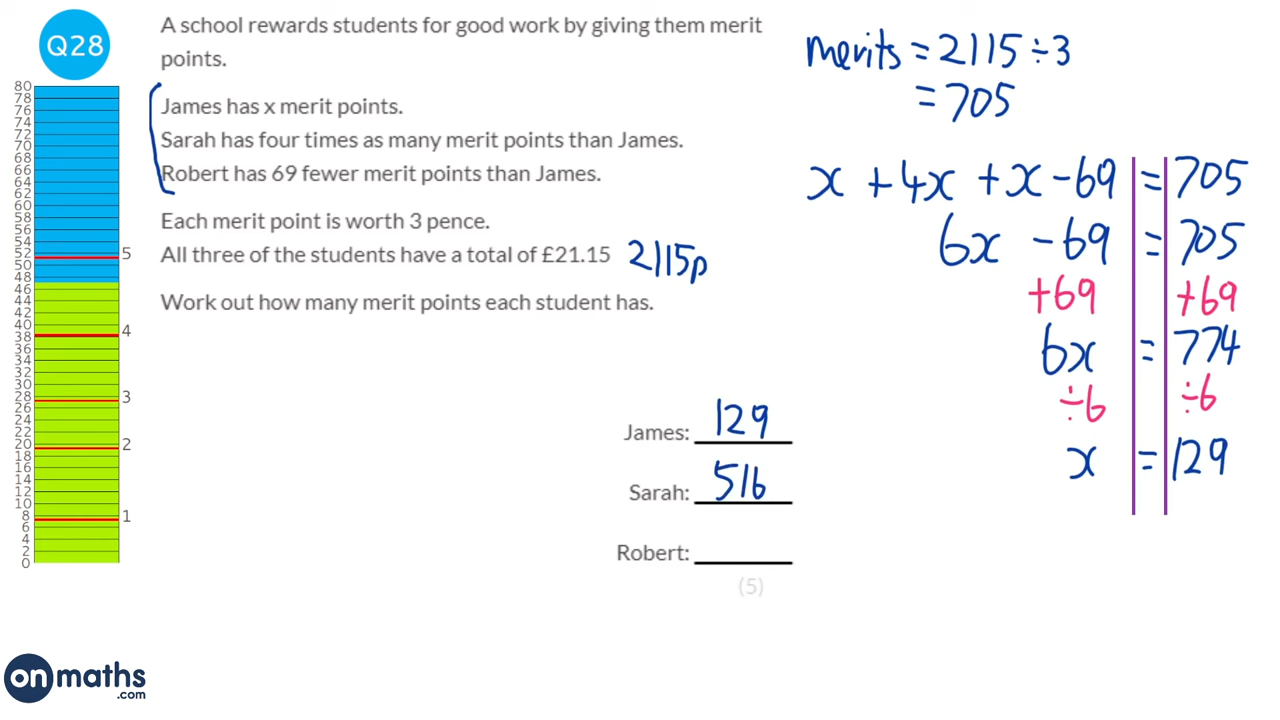 Q28
A school rewards students for good work by giving them merit
points.
James has x merit points.
Sarah has four times as many merit points than James.
Robert has 69 fewer merit points than James.
Each merit point is worth 3 pence.
All three of the students have a total of £21.15 2115p
Work out how many merit points each student has.
James: 129
Sarah: 516
Robert:
(5)
merits = 2115 ÷ 3
= 705
x + 4x + x - 69 = 705
6x - 69 = 705
+69 +69
6x = 774
÷6 ÷6
x = 129
80
78
76
74
72
70
68
66
64
62
60
58
56
54
52
50
48
46
44
42
40
38
36
34
32
30
28
26
24
22
20
18
16
14
12
10
8
6
4
2
0
5
4
3
2
1
onmaths
.com